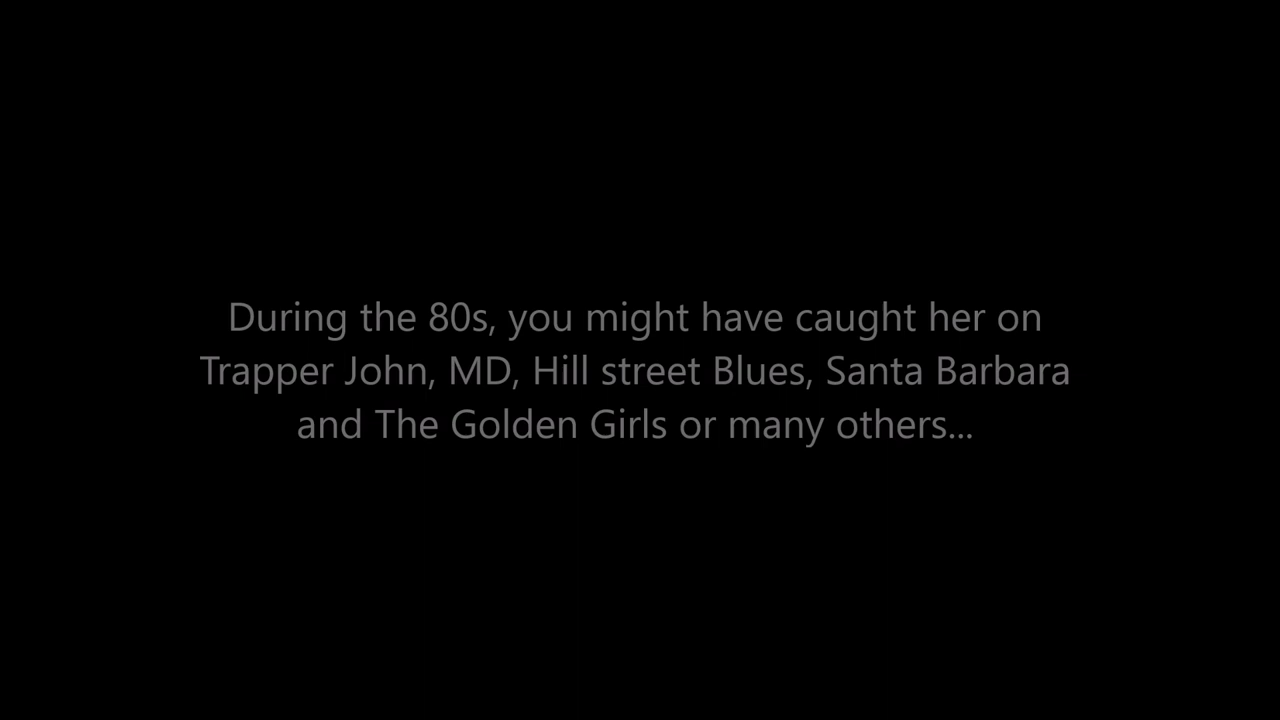 During the 80s, you might have caught her on
Trapper John, MD, Hill street Blues, Santa Barbara
and The Golden Girls or many others...